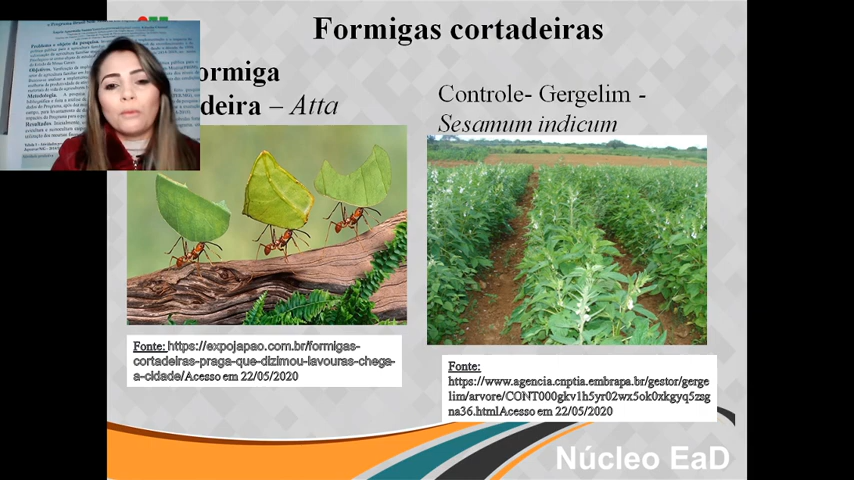 Formigas cortadeiras
ormiga
deira – Atta
Controle- Gergelim -
Sesamum indicum
Fonte: https://expojapao.com.br/formigas-
cortadeiras-praga-que-dizimou-lavouras-chega-
a-cidade/Acesso em 22/05/2020
Fonte:
https://www.agencia.cnptia.embrapa.br/gestor/gerge
lim/arvore/CONT000gkv1h5yr02wx5ok0xkgyq5zsg
na36.htmlAcesso em 22/05/2020
Núcleo EaD